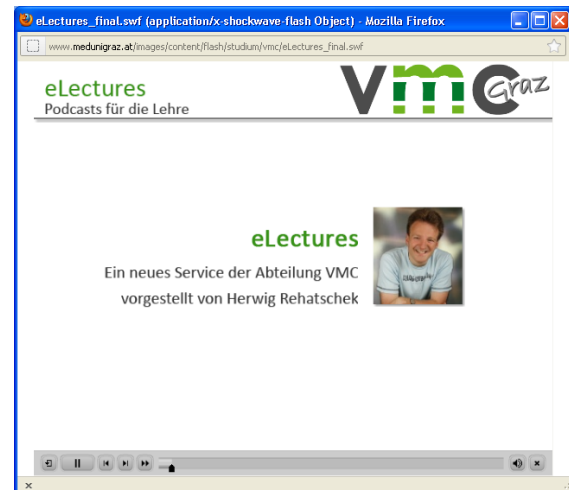 eLectures_final.swf (application/x-shockwave-flash Object) - Mozilla Firefox
www.medunigraz.at/images/content/flash/studium/vmc/eLectures_final.swf
eLectures
Podcasts für die Lehre
vmc Graz
eLectures
Ein neues Service der Abteilung VMC
vorgestellt von Herwig Rehatschek